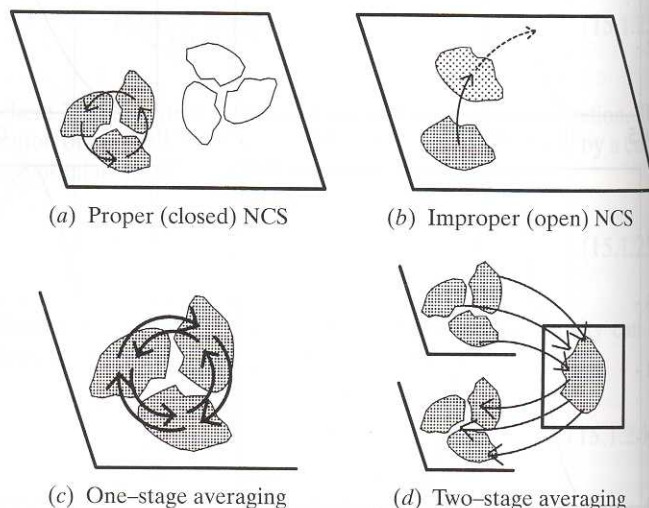 (a) Proper (closed) NCS
(b) Improper (open) NCS
(c) One–stage averaging
(d) Two–stage averaging